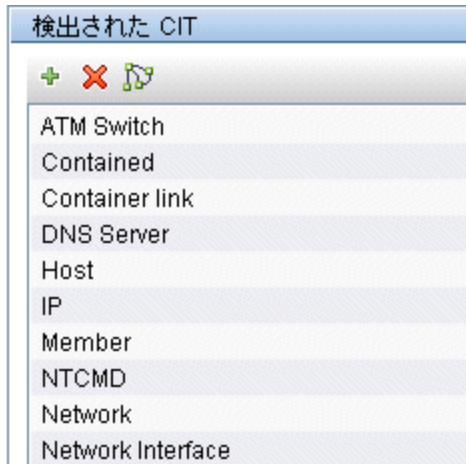 検出された CIT
ATM Switch
Contained
Container link
DNS Server
Host
IP
Member
NTCMD
Network
Network Interface